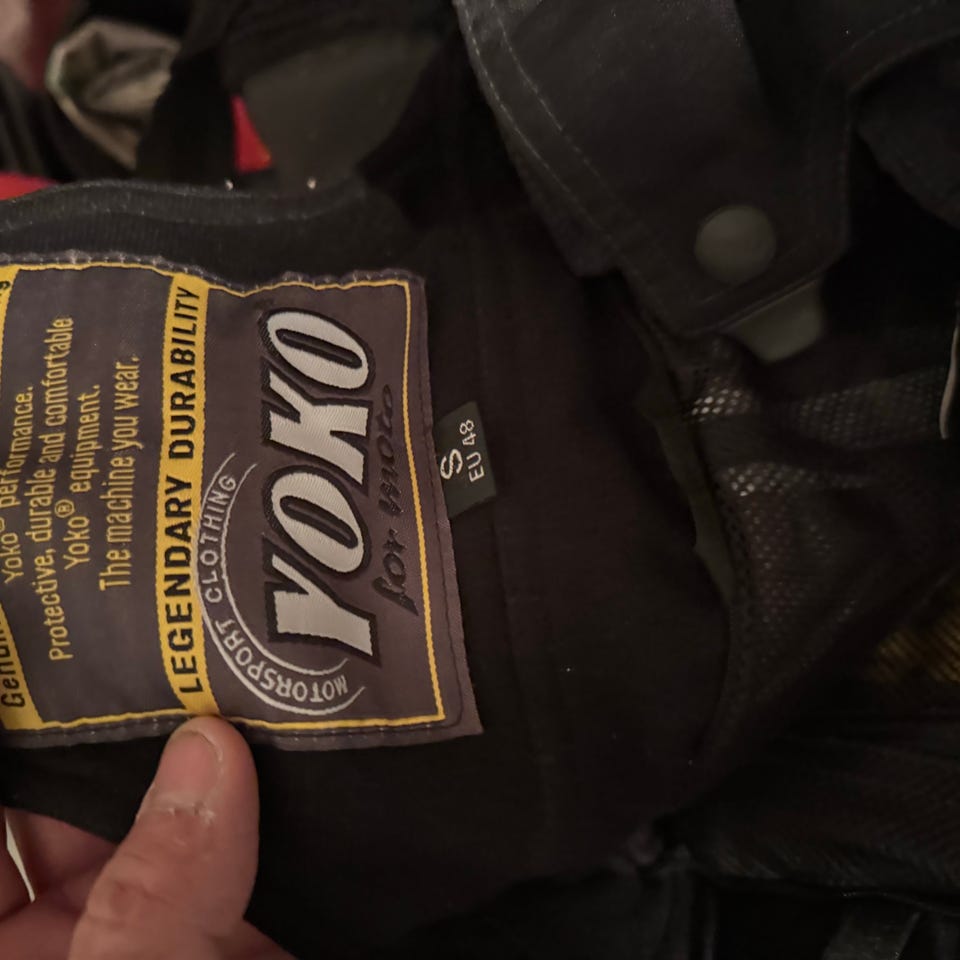 YOKO
for moto
MOTORSPORT CLOTHING
LEGENDARY DURABILITY
The machine you wear.
Yoko® equipment.
Protective, durable and comfortable
Yoko® performance.
S
EU 48